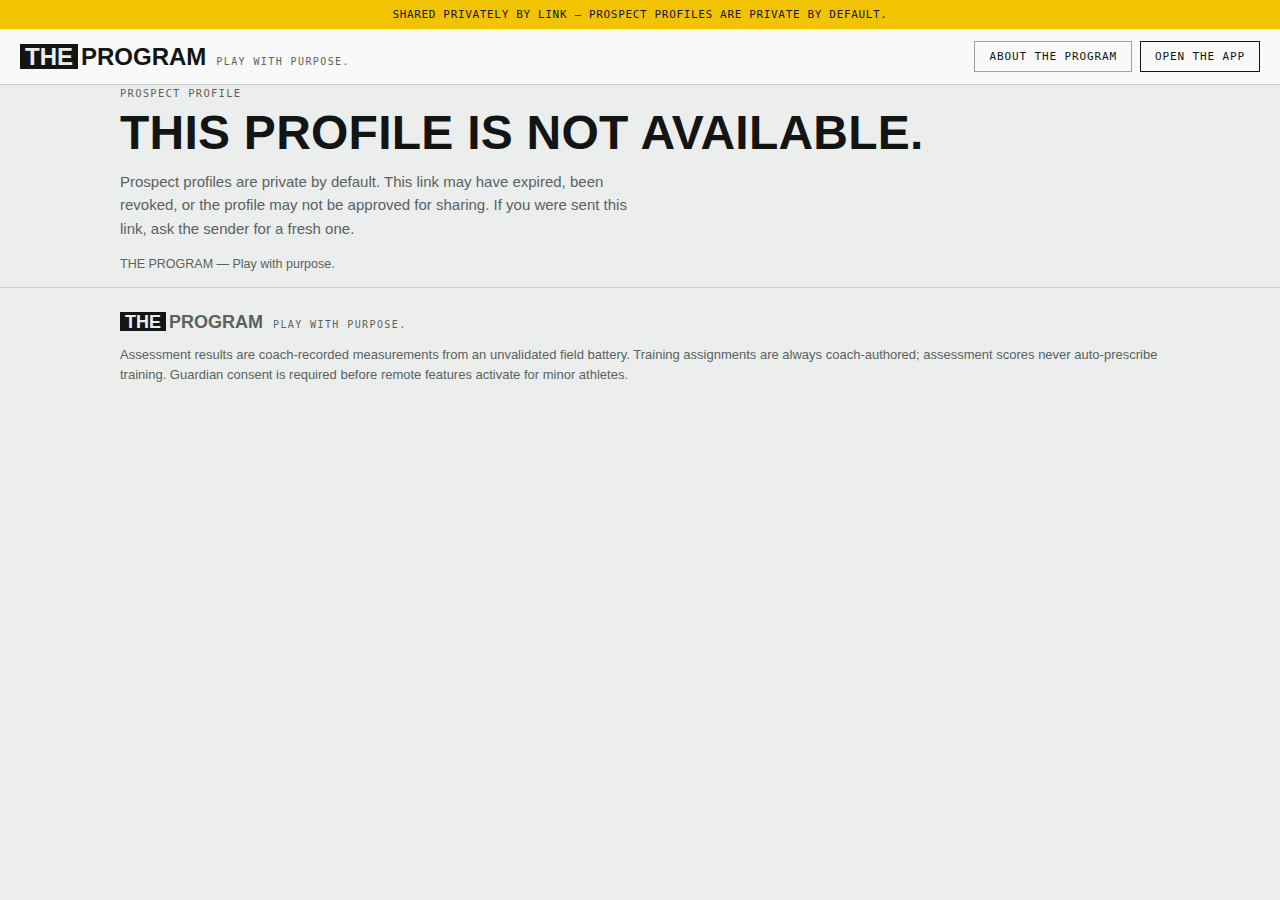 SHARED PRIVATELY BY LINK — PROSPECT PROFILES ARE PRIVATE BY DEFAULT.
THE PROGRAM PLAY WITH PURPOSE.
ABOUT THE PROGRAM
OPEN THE APP
PROSPECT PROFILE
THIS PROFILE IS NOT AVAILABLE.
Prospect profiles are private by default. This link may have expired, been
revoked, or the profile may not be approved for sharing. If you were sent this
link, ask the sender for a fresh one.
THE PROGRAM — Play with purpose.
THE PROGRAM PLAY WITH PURPOSE.
Assessment results are coach-recorded measurements from an unvalidated field battery. Training assignments are always coach-authored; assessment scores never auto-prescribe
training. Guardian consent is required before remote features activate for minor athletes.